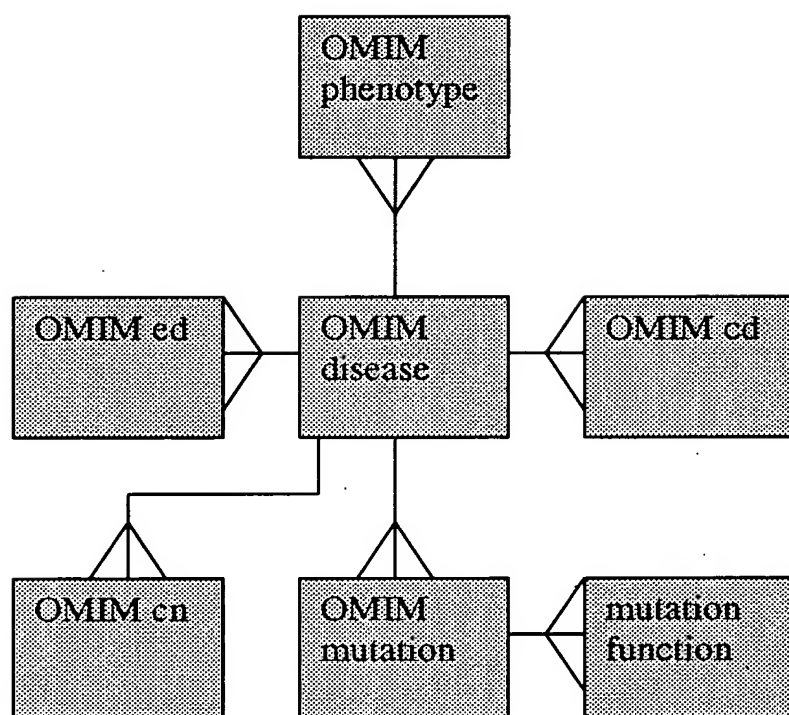 OMIM
phenotype
OMIM ed
OMIM
disease
OMIM cd
OMIM cn
OMIM
mutation
mutation
function